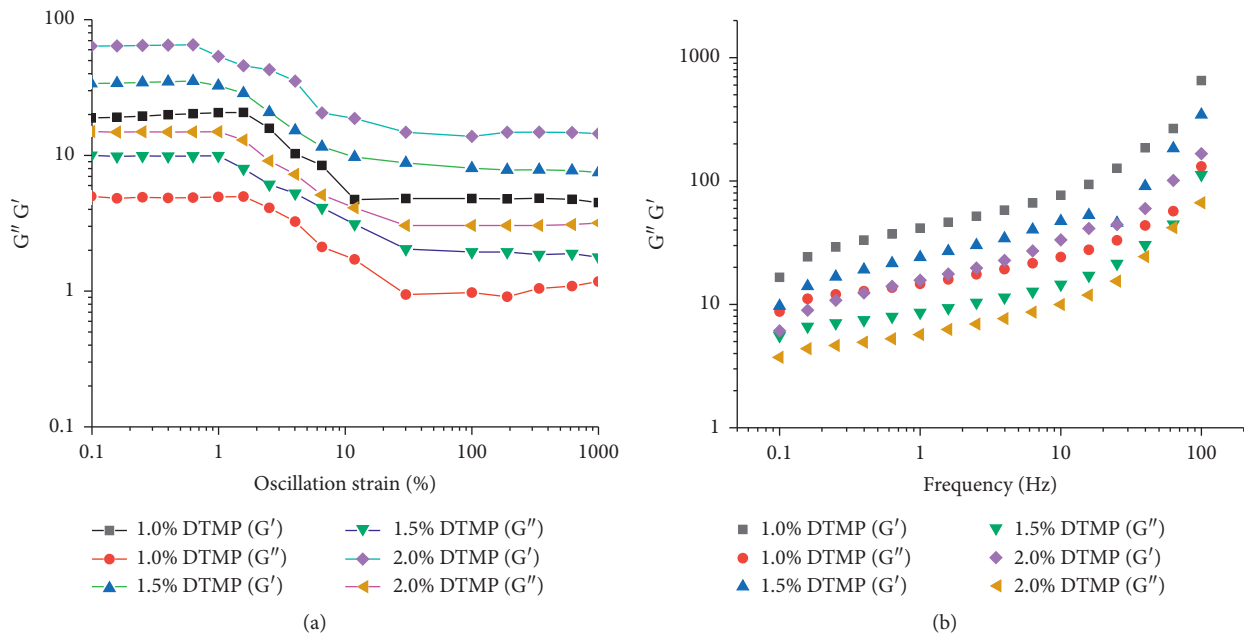 100
10
1
0.1
G″ G′
0.1
1
10
100
1000
Oscillation strain (%)
1.0% DTMP (G′)
1.0% DTMP (G″)
1.5% DTMP (G′)
1.5% DTMP (G″)
2.0% DTMP (G′)
2.0% DTMP (G″)
(a)
1000
100
10
1
G″ G′
0.1
1
10
100
Frequency (Hz)
1.0% DTMP (G′)
1.0% DTMP (G″)
1.5% DTMP (G′)
1.5% DTMP (G″)
2.0% DTMP (G′)
2.0% DTMP (G″)
(b)